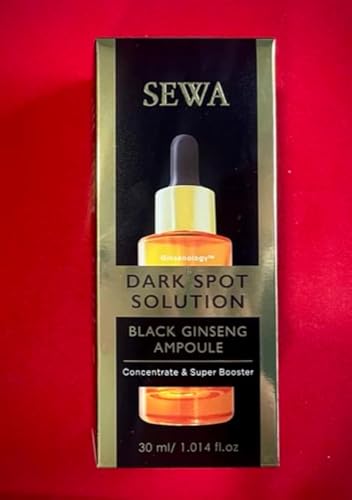 SEWA
Ginsenology™
DARK SPOT
SOLUTION
BLACK GINSENG
AMPOULE
Concentrate & Super Booster
30 ml/ 1.014 fl.oz